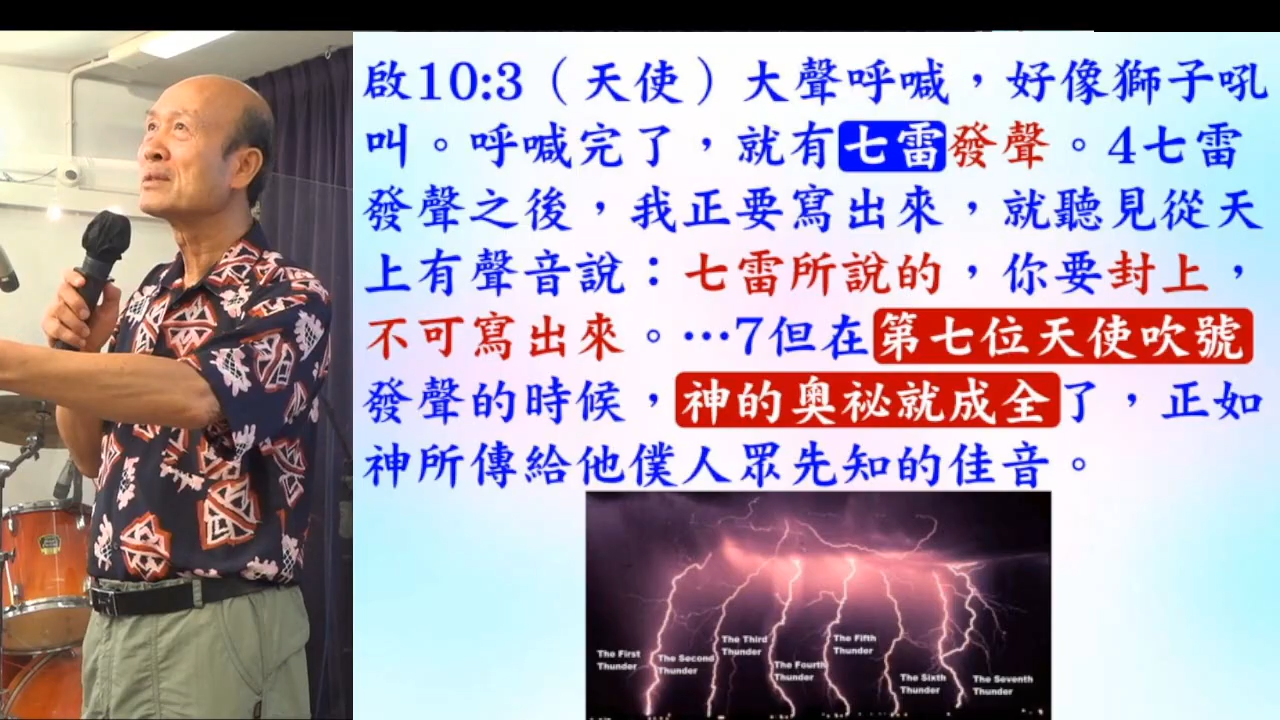 啟10:3（天使）大聲呼喊，好像獅子吼
叫。呼喊完了，就有七雷發聲。4七雷
發聲之後，我正要寫出來，就聽見從天
上有聲音說：七雷所說的，你要封上，
不可寫出來。…7但在第七位天使吹號
發聲的時候，神的奧祕就成全了，正如
神所傳給他僕人眾先知的佳音。
The First
Thunder
The Second
Thunder
The Third
Thunder
The Fourth
Thunder
The Fifth
Thunder
The Sixth
Thunder
The Seventh
Thunder